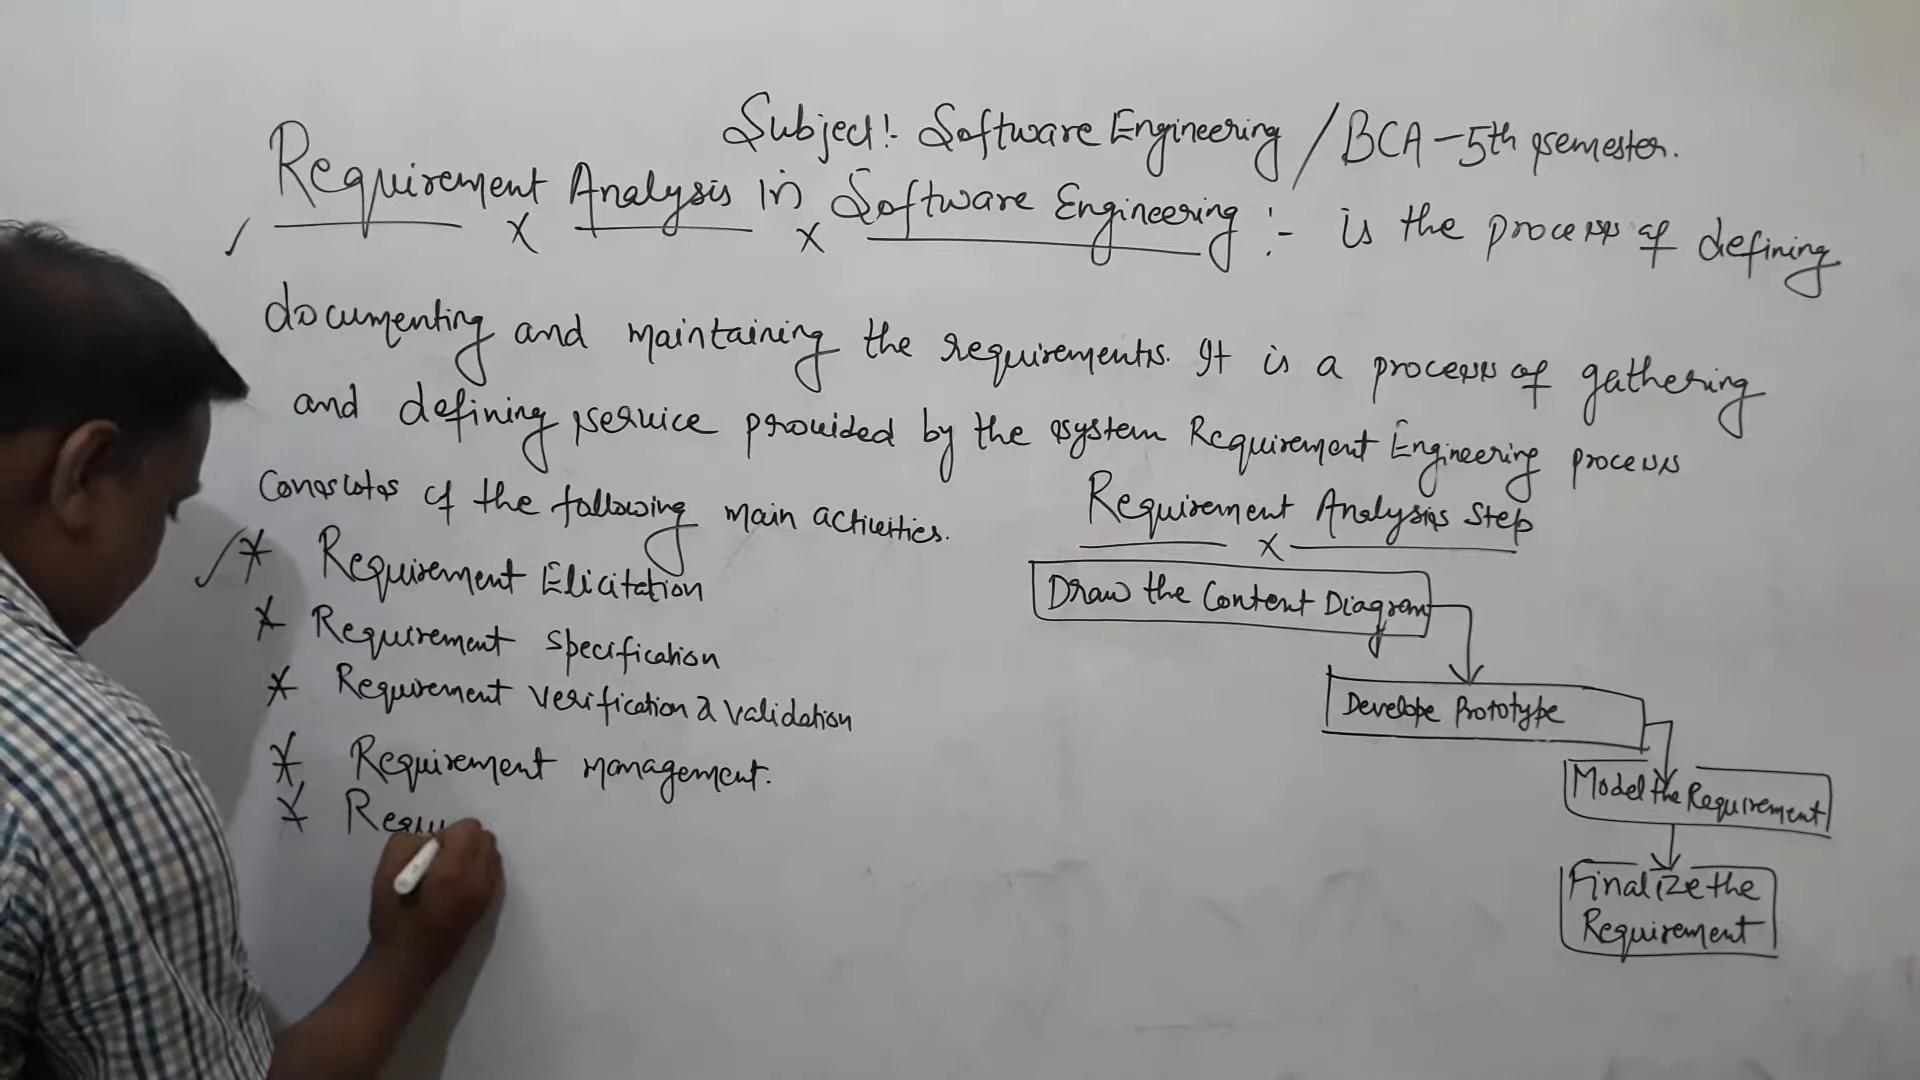 Subject:- Software Engineering / BCA-5th semester.
Requirement Analysis in Software Engineering :- is the process of defining
documenting and maintaining the requirements. It is a process of gathering
and defining service provided by the system Requirement Engineering process
of the following main activities.
* Requirement Elicitation
* Requirement specification
* Requirement verification & validation
* Requirement management.
* Requ
Requirement Analysis Step
Draw the Content Diagram
Develope Prototype
Model the Requirement
Finalize the
Requirement